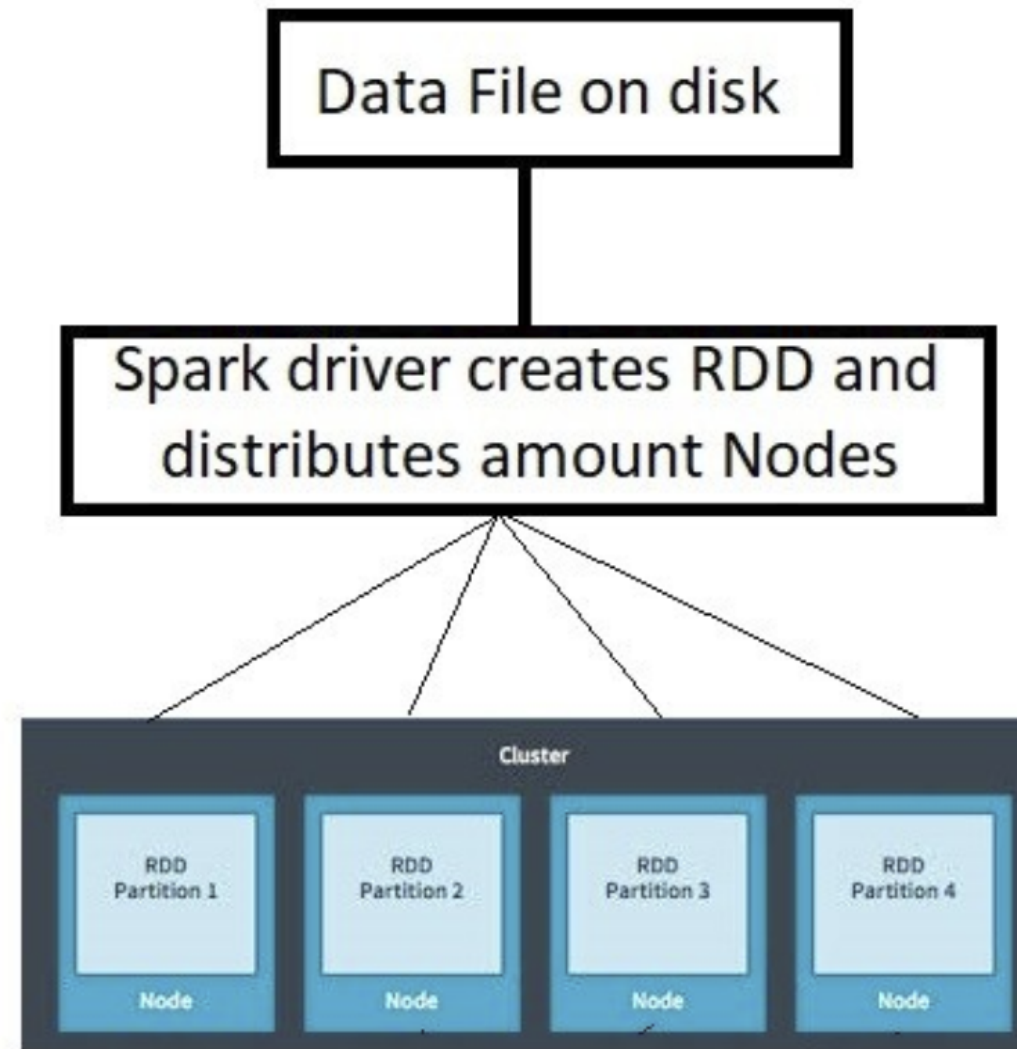 Data File on disk
Spark driver creates RDD and
distributes amount Nodes
Cluster
RDD
Partition 1
Node
RDD
Partition 2
Node
RDD
Partition 3
Node
RDD
Partition 4
Node